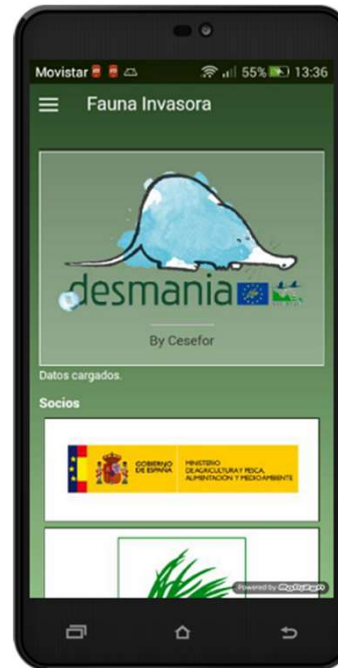 Movistar 55% 13:36
Fauna Invasora
desmania
By Cesefor
Datos cargados.
Socios
GOBIERNO
DE ESPAÑA
MINISTERIO
DE AGRICULTURA Y PESCA,
ALIMENTACIÓN Y MEDIO AMBIENTE
Powered by